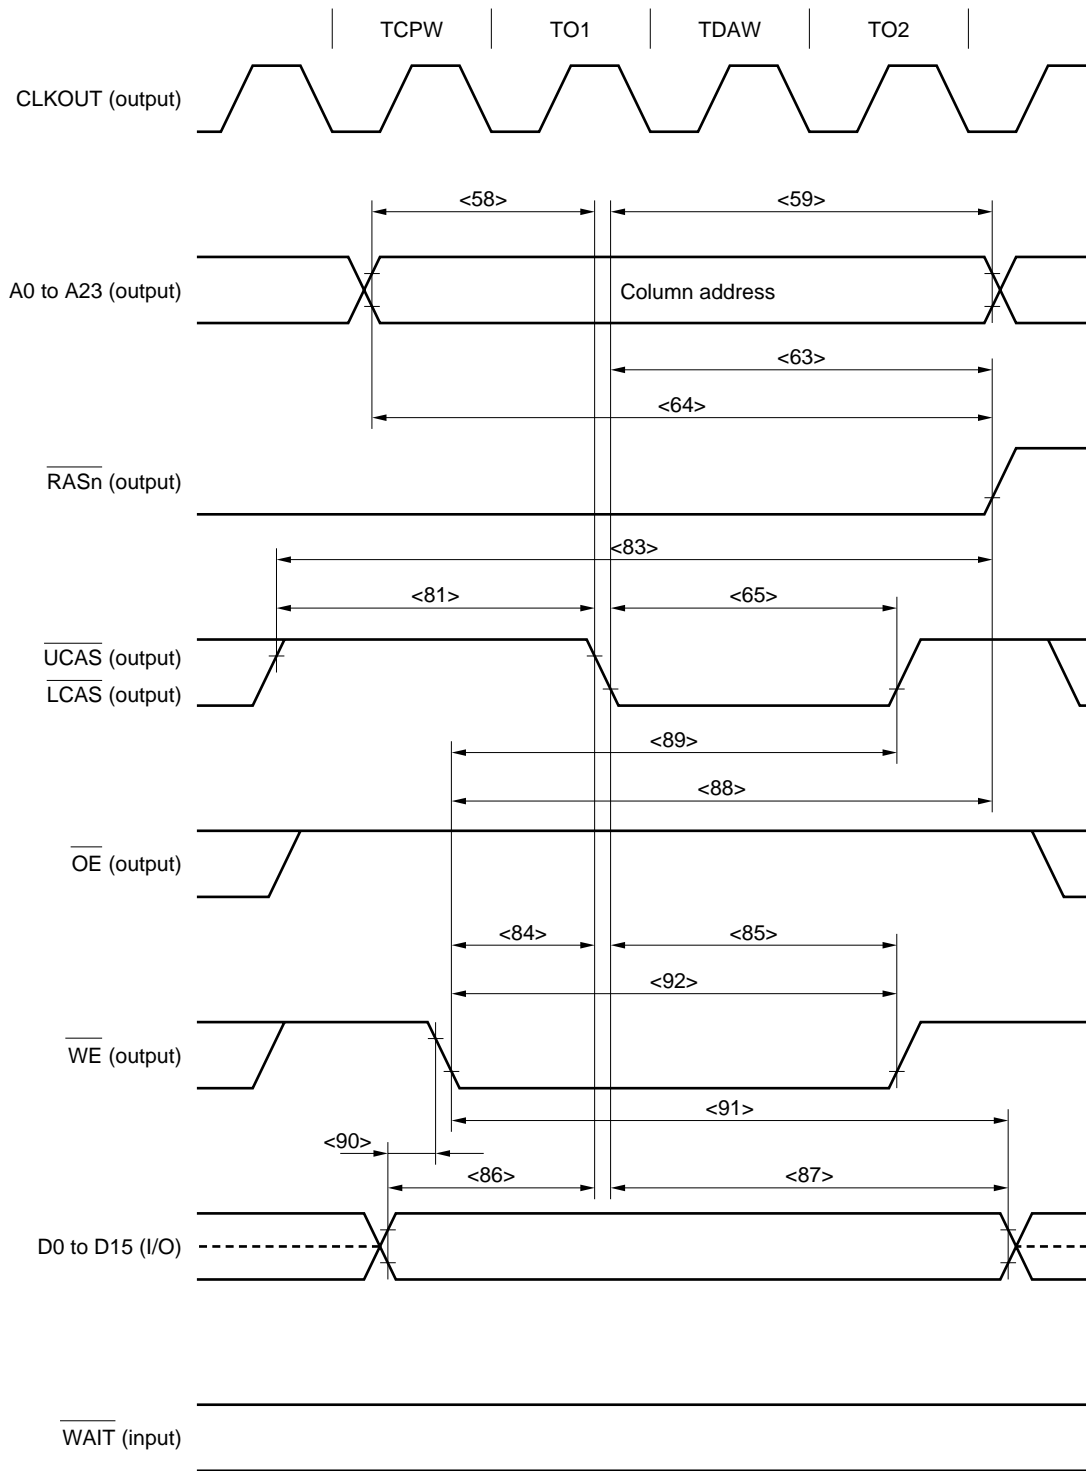 TCPW TO1 TDAW TO2
CLKOUT (output)
<58> <59>
A0 to A23 (output) Column address
<63>
<64>
RASn (output)
<83>
<81> <65>
UCAS (output)
LCAS (output)
<89>
<88>
OE (output)
<84> <85>
<92>
WE (output)
<91>
<90>
<86> <87>
D0 to D15 (I/O)
WAIT (input)